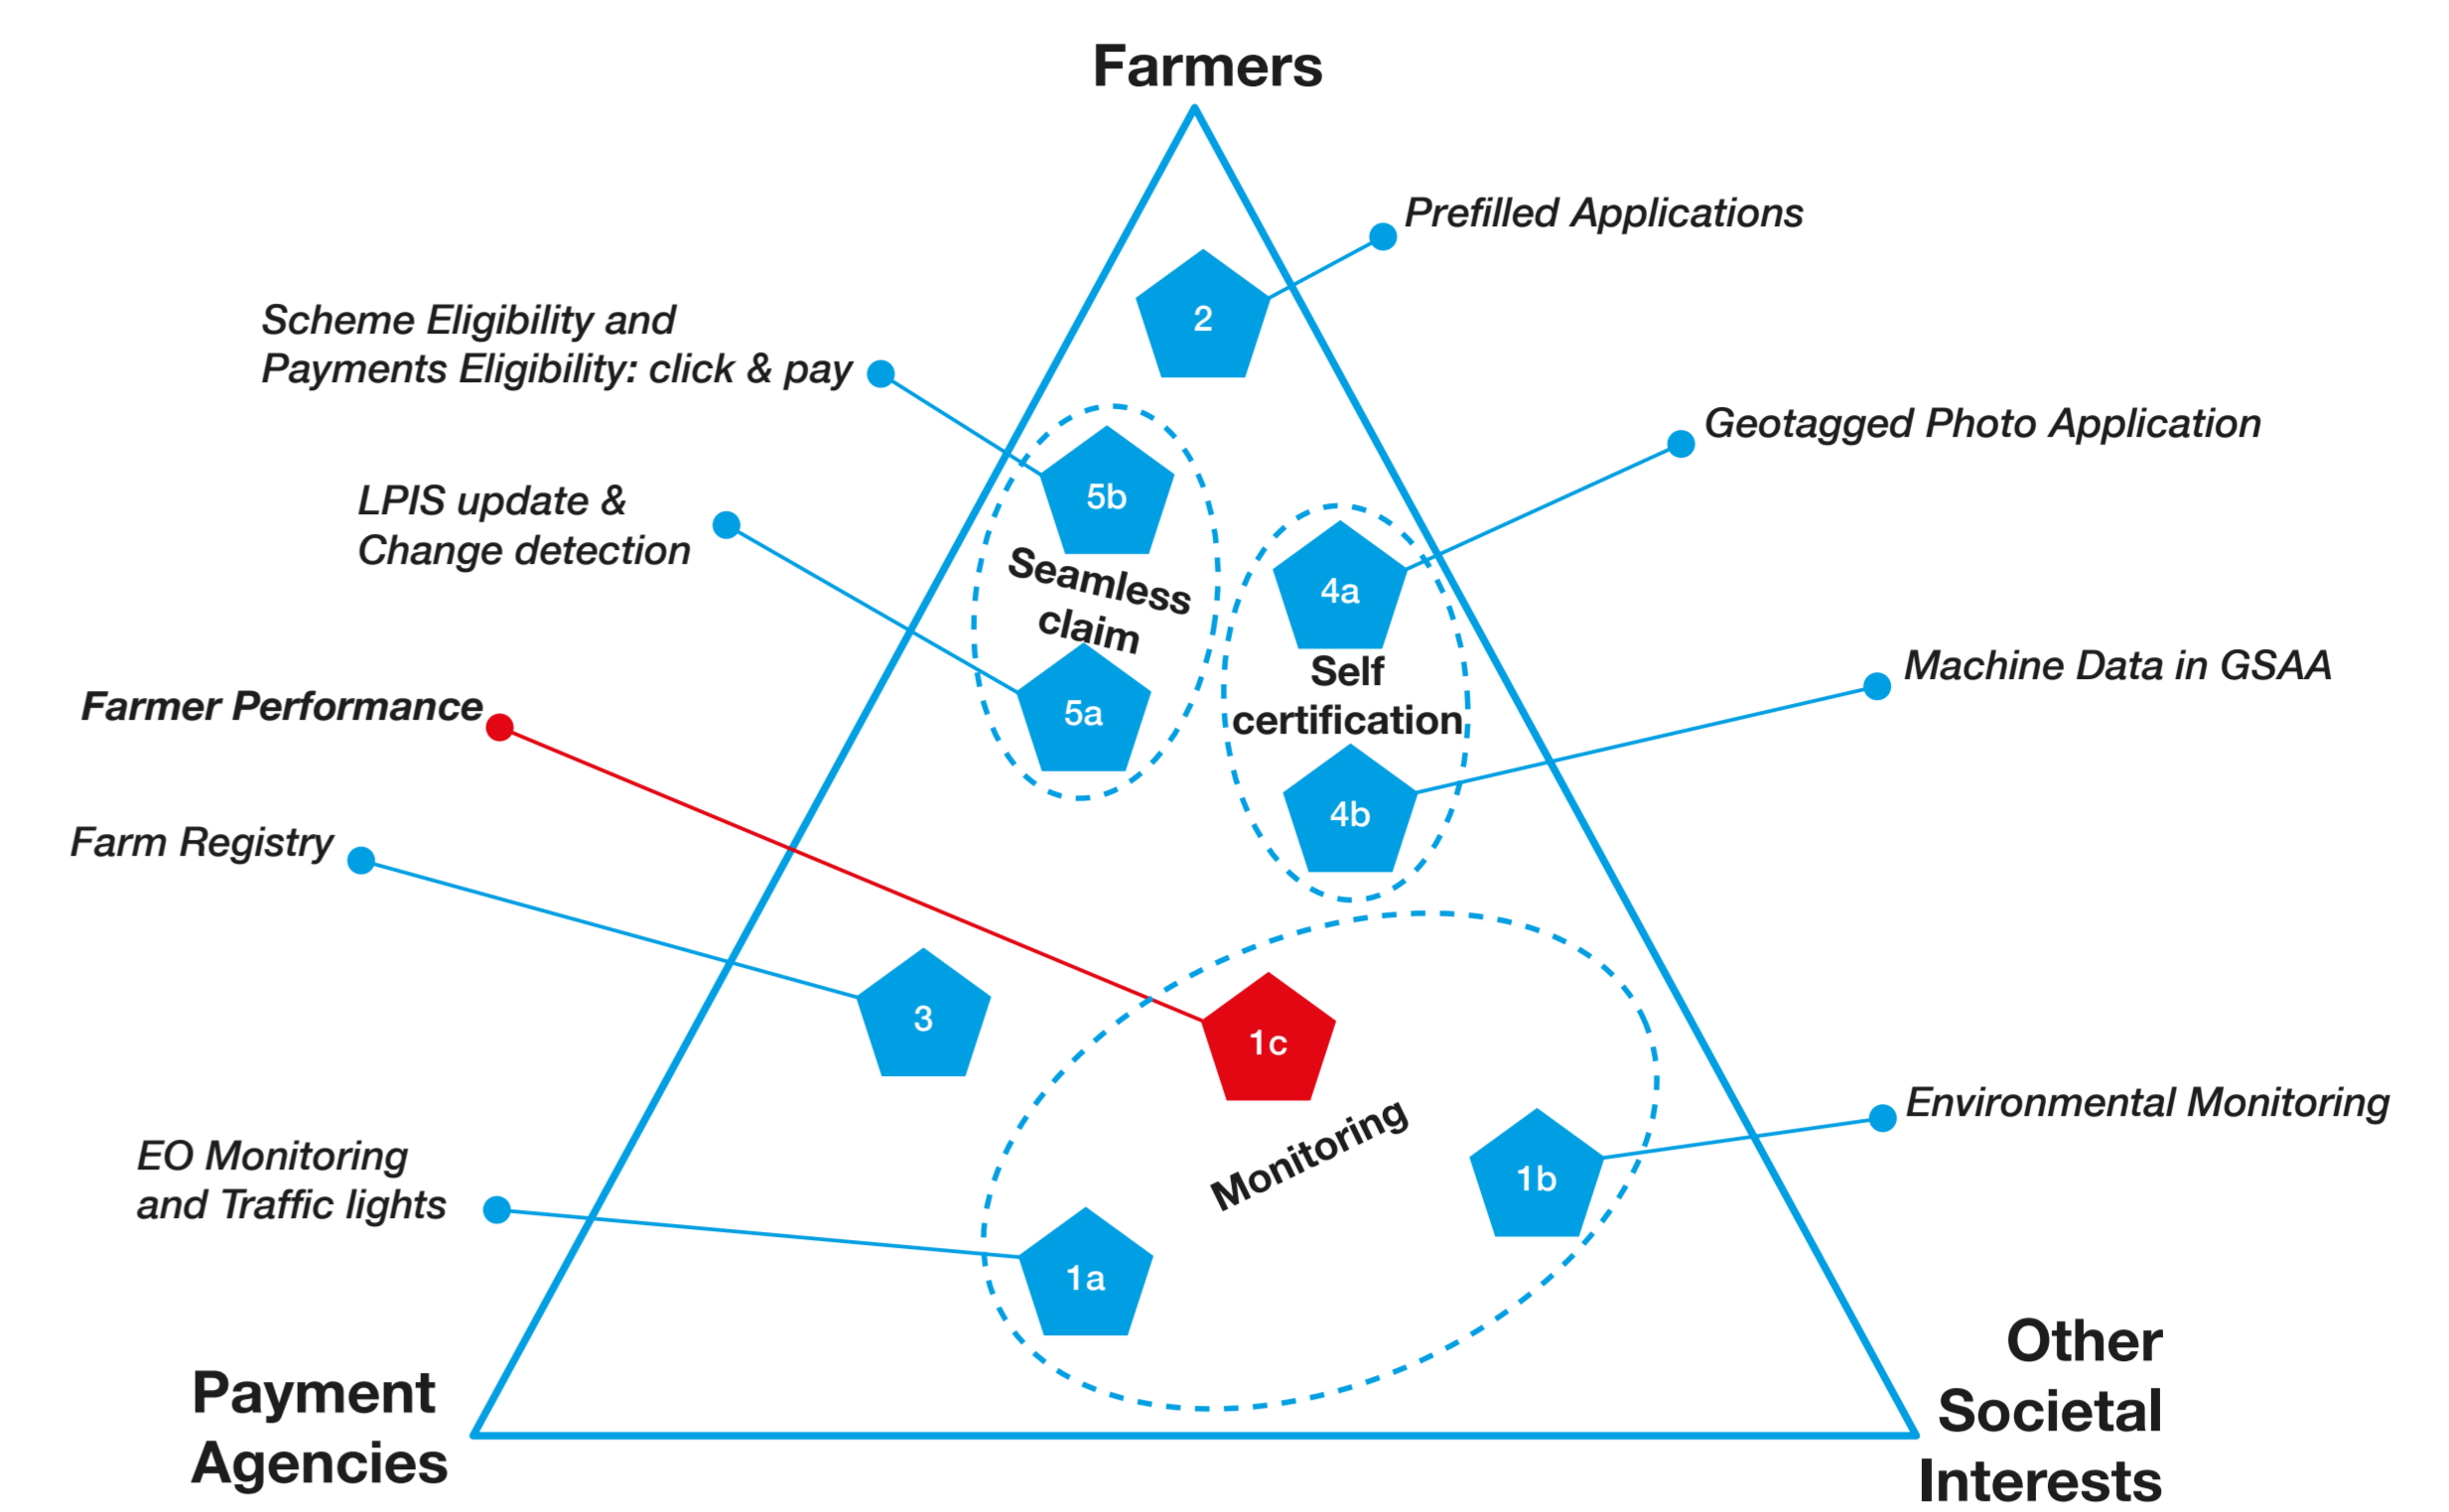 Farmers
Prefilled Applications
2
Scheme Eligibility and
Payments Eligibility: click & pay
Geotagged Photo Application
5b
LPIS update &
Change detection
Seamless
claim
4a
Self
certification
Machine Data in GSAA
Farmer Performance
5a
4b
Farm Registry
3
1c
Environmental Monitoring
Monitoring
EO Monitoring
and Traffic lights
1b
1a
Payment
Agencies
Other
Societal
Interests